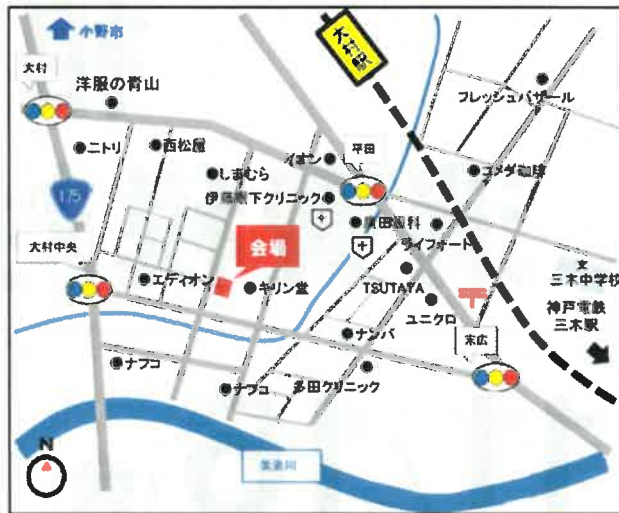 小野市
大村駅
大村
洋服の青山
フレッシュバザール
ニトリ
西松屋
イオン
平田
しまむら
コメダ珈琲
175
伊藤眼下クリニック
廣田歯科
ライフォート
大村中央
会場
文
三木中学校
エディオン
キリン堂
TSUTAYA
ユニクロ
神戸電鉄
三木駅
ナンバ
末広
ナフコ
ナフコ
多田クリニック
N
美嚢川